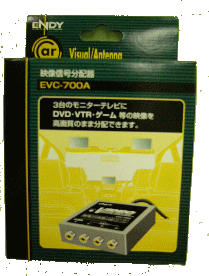 ENDY
car Visual/Antenna
映像信号分配器
EVC-700A
3台のモニターテレビに
DVD・VTR・ゲーム 等の映像を
高画質のまま分配できます。